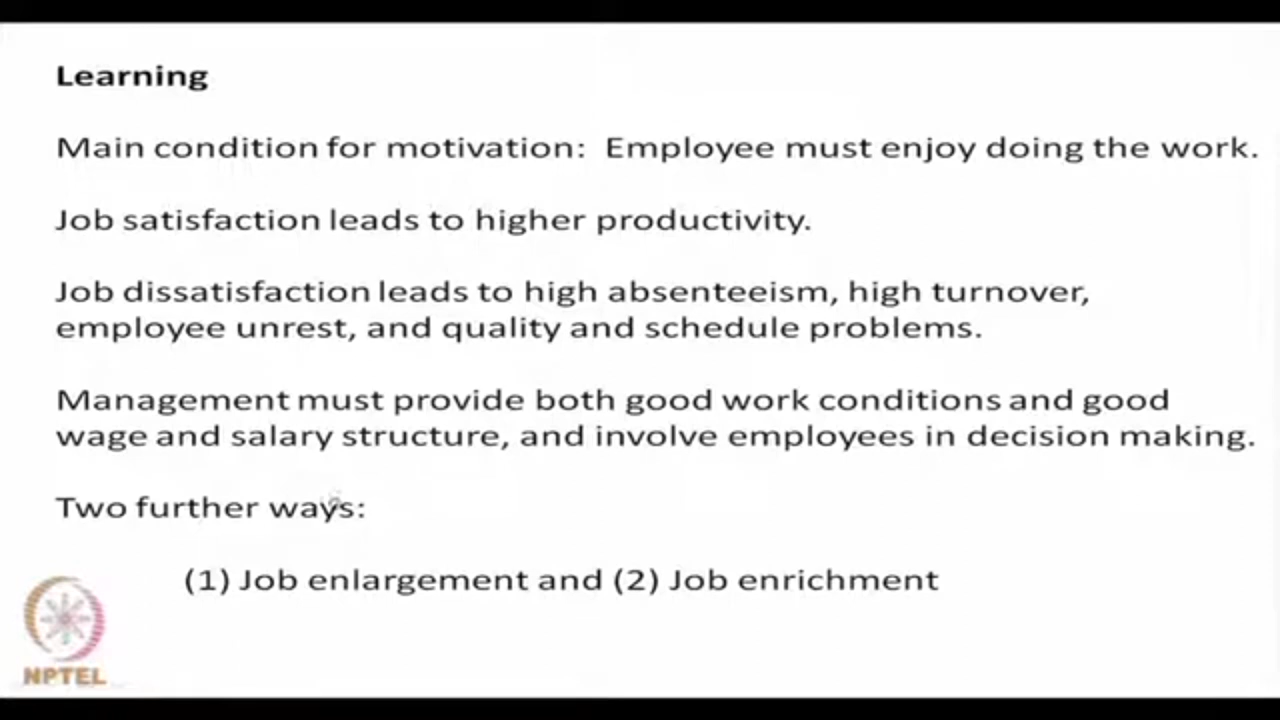 Learning
Main condition for motivation: Employee must enjoy doing the work.
Job satisfaction leads to higher productivity.
Job dissatisfaction leads to high absenteeism, high turnover,
employee unrest, and quality and schedule problems.
Management must provide both good work conditions and good
wage and salary structure, and involve employees in decision making.
Two further ways:
(1) Job enlargement and (2) Job enrichment
NPTEL